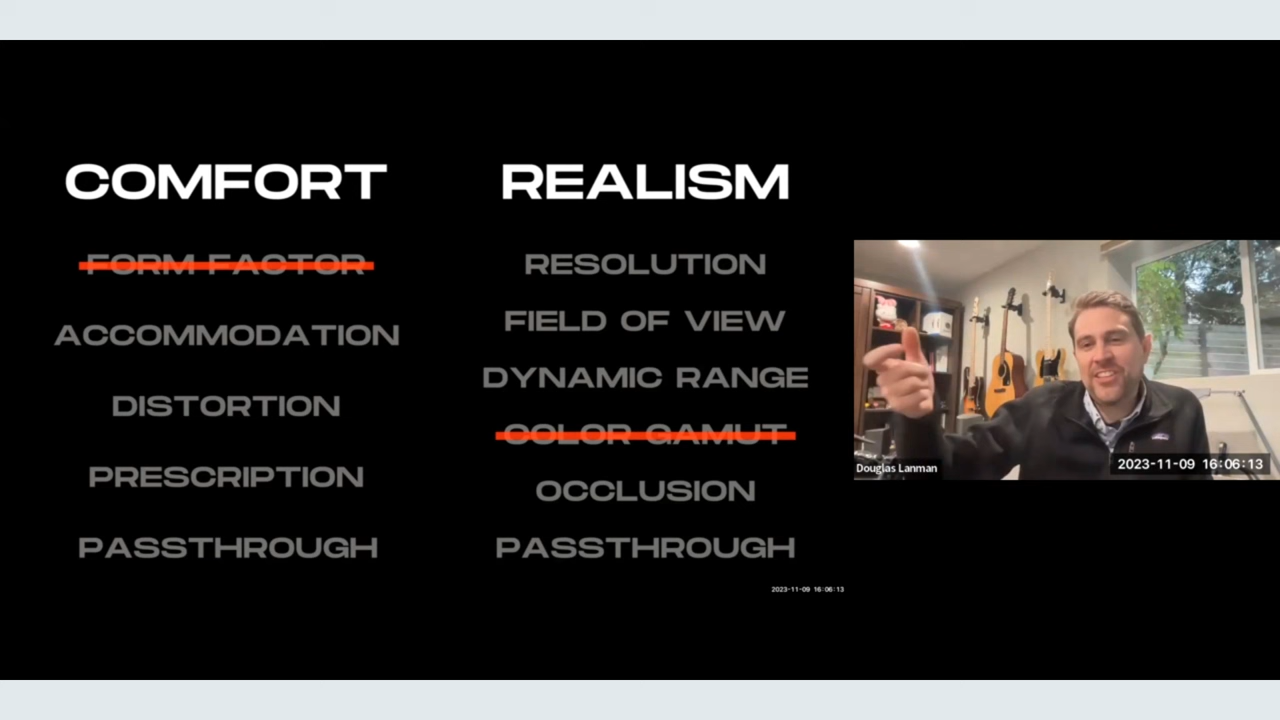 COMFORT
FORM FACTOR
ACCOMMODATION
DISTORTION
PRESCRIPTION
PASSTHROUGH
REALISM
RESOLUTION
FIELD OF VIEW
DYNAMIC RANGE
COLOR GAMUT
OCCLUSION
PASSTHROUGH
2023-11-09 16:06:13
Douglas Lanman
2023-11-09 16:06:13